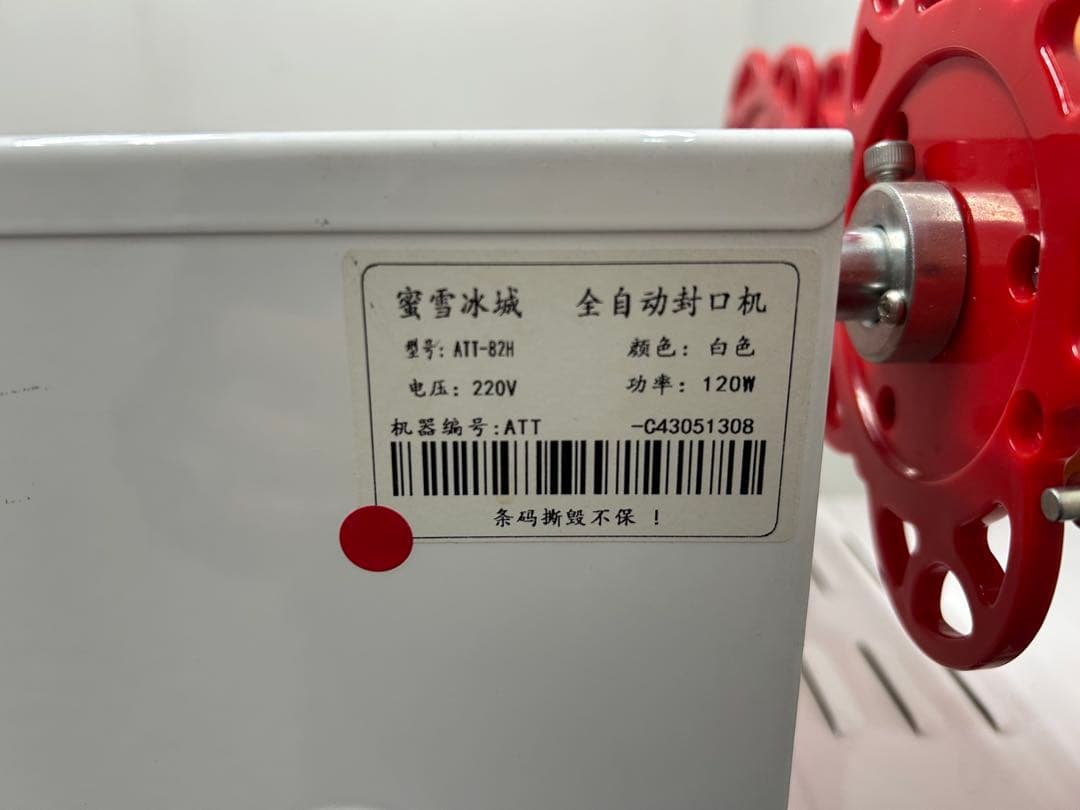 蜜雪冰城 全自动封口机
型号: ATT-82H 颜色: 白色
电压: 220V 功率: 120W
机器编号:ATT -C43051308
条码撕毁不保 !